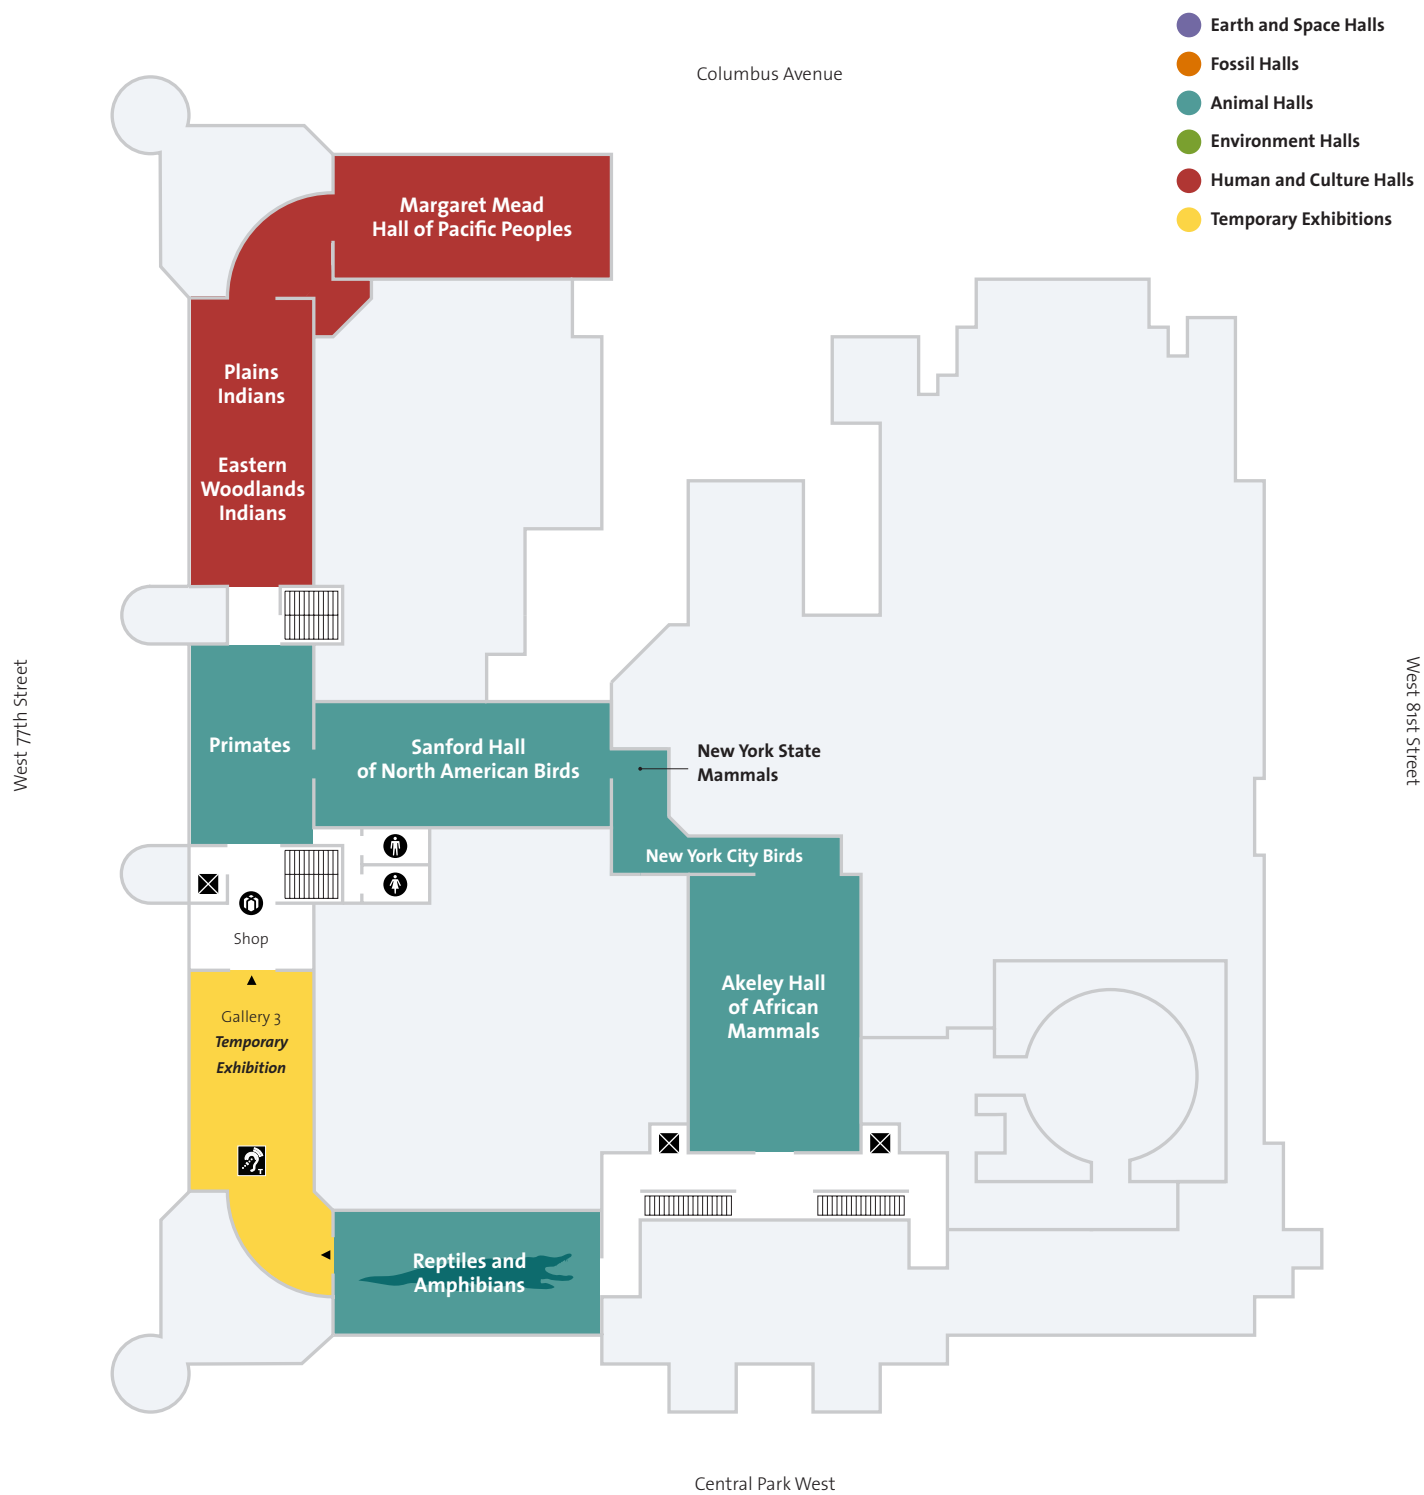 Earth and Space Halls
Fossil Halls
Animal Halls
Environment Halls
Human and Culture Halls
Temporary Exhibitions
Columbus Avenue
Margaret Mead
Hall of Pacific Peoples
Plains
Indians
Eastern
Woodlands
Indians
West 77th Street
West 81st Street
Primates
Sanford Hall
of North American Birds
New York State
Mammals
New York City Birds
Shop
Akeley Hall
of African
Mammals
Gallery 3
Temporary
Exhibition
T
Reptiles and
Amphibians
Central Park West